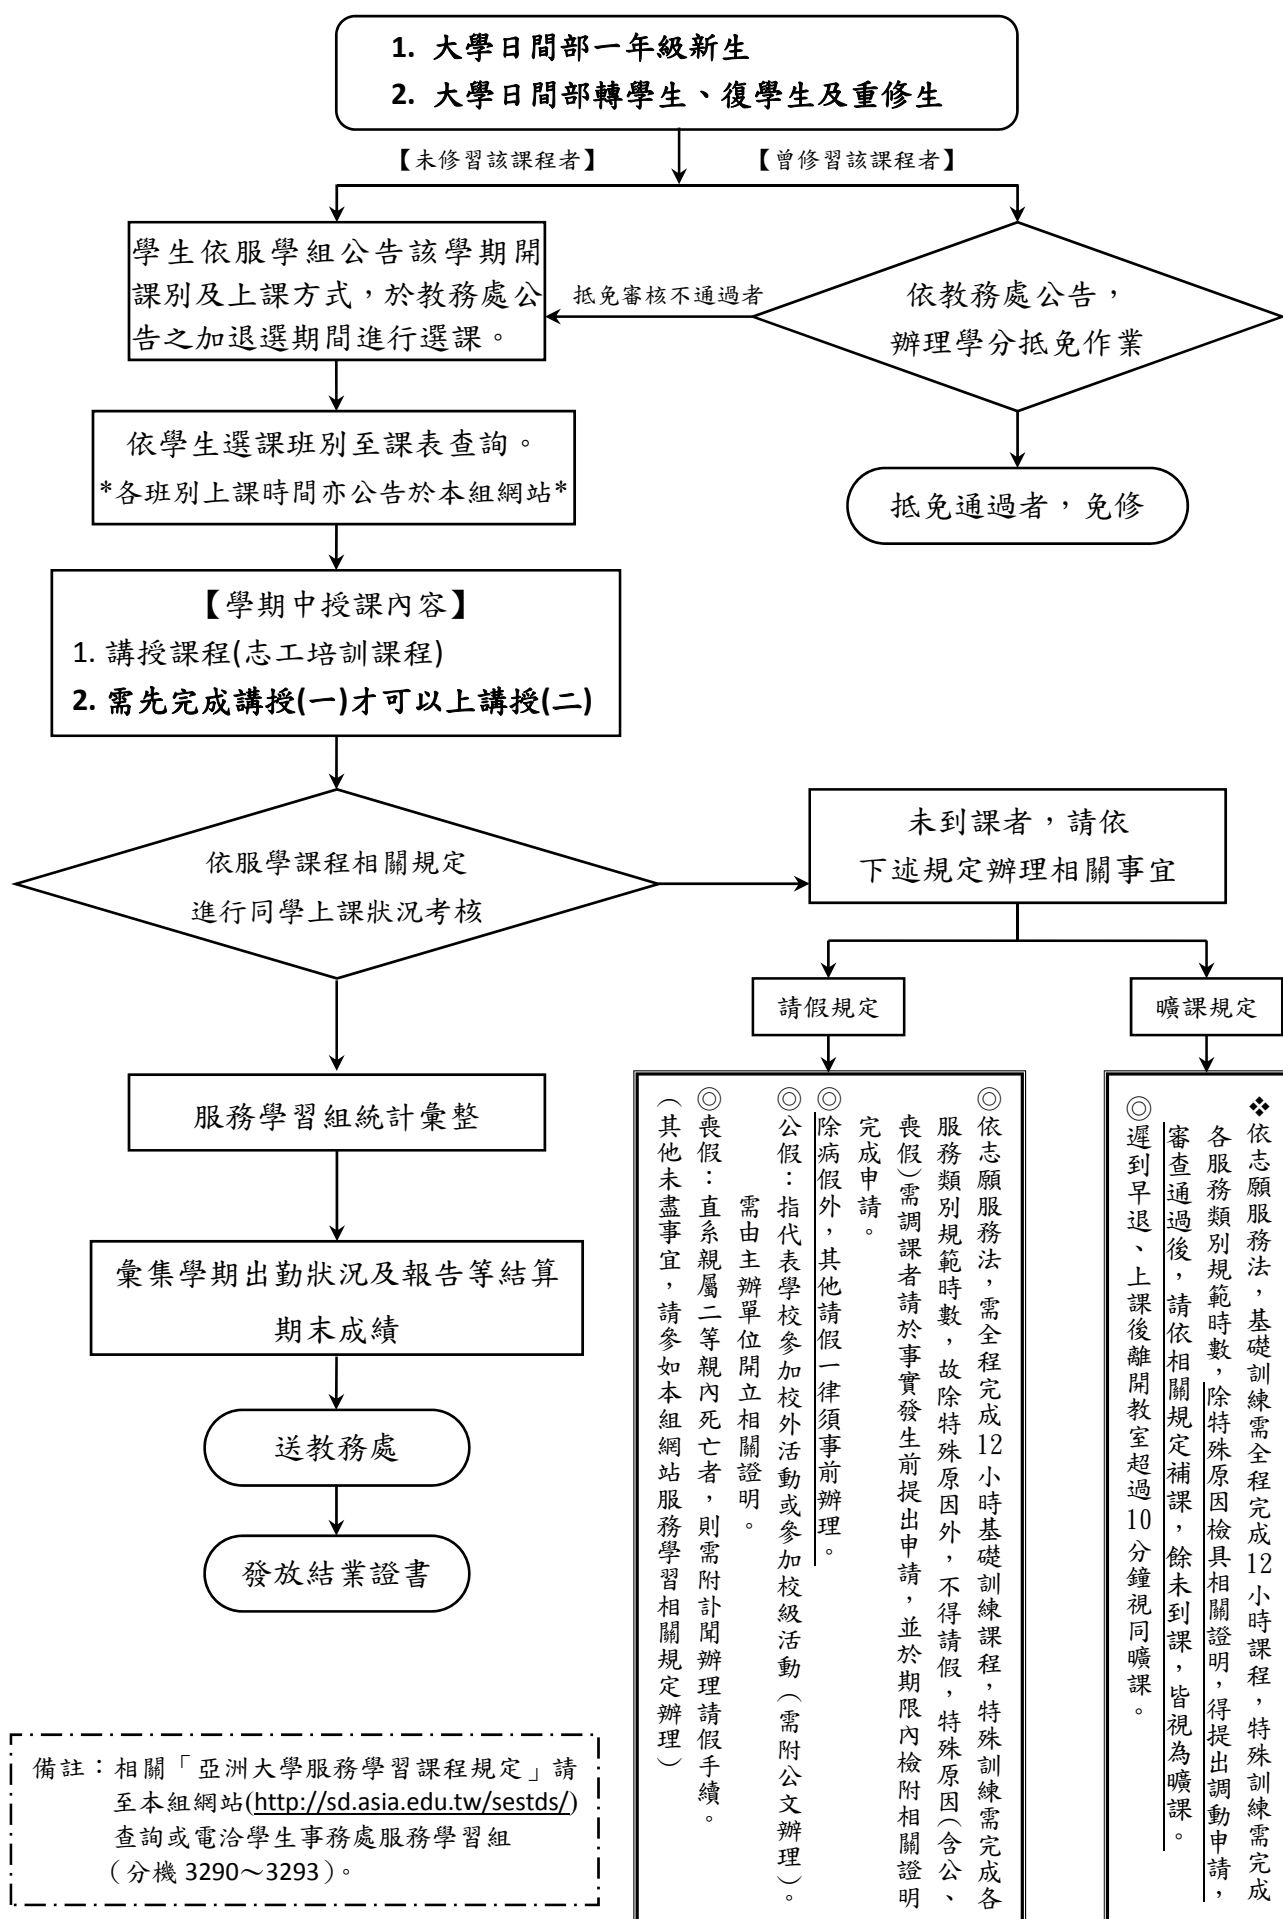 1. 大學日間部一年級新生
2. 大學日間部轉學生、復學生及重修生
【未修習該課程者】
【曾修習該課程者】
學生依服學組公告該學期開
課別及上課方式，於教務處公
告之加退選期間進行選課。
抵免審核不通過者
依教務處公告，
辦理學分抵免作業
依學生選課班別至課表查詢。
*各班別上課時間亦公告於本組網站*
抵免通過者，免修
【學期中授課內容】
1. 講授課程(志工培訓課程)
2. 需先完成講授(一)才可以上講授(二)
依服學課程相關規定
進行同學上課狀況考核
未到課者，請依
下述規定辦理相關事宜
請假規定
曠課規定
服務學習組統計彙整
彙集學期出勤狀況及報告等結算
期末成績
送教務處
發放結業證書
◎依志願服務法，需全程完成12小時基礎訓練課程，特殊訓練需完成各
服務類別規範時數，故除特殊原因外，不得請假，特殊原因（含公、
喪假）需調課者請於事實發生前提出申請，並於期限內檢附相關證明
完成申請。
◎除病假外，其他請假一律須事前辦理。
◎公假：指代表學校參加校外活動或參加校級活動（需附公文辦理）。
需由主辦單位開立相關證明。
◎喪假：直系親屬二等親內死亡者，則需附訃聞辦理請假手續。
（其他未盡事宜，請參如本組網站服務學習相關規定辦理）
❖依志願服務法，基礎訓練需全程完成12小時課程，特殊訓練需完成
各服務類別規範時數，除特殊原因檢具相關證明，得提出調動申請，
審查通過後，請依相關規定補課，餘未到課，皆視為曠課。
◎遲到早退、上課後離開教室超過10分鐘視同曠課。
備註：相關「亞洲大學服務學習課程規定」請
至本組網站(http://sd.asia.edu.tw/sestds/)
查詢或電洽學生事務處服務學習組
（分機 3290～3293）。